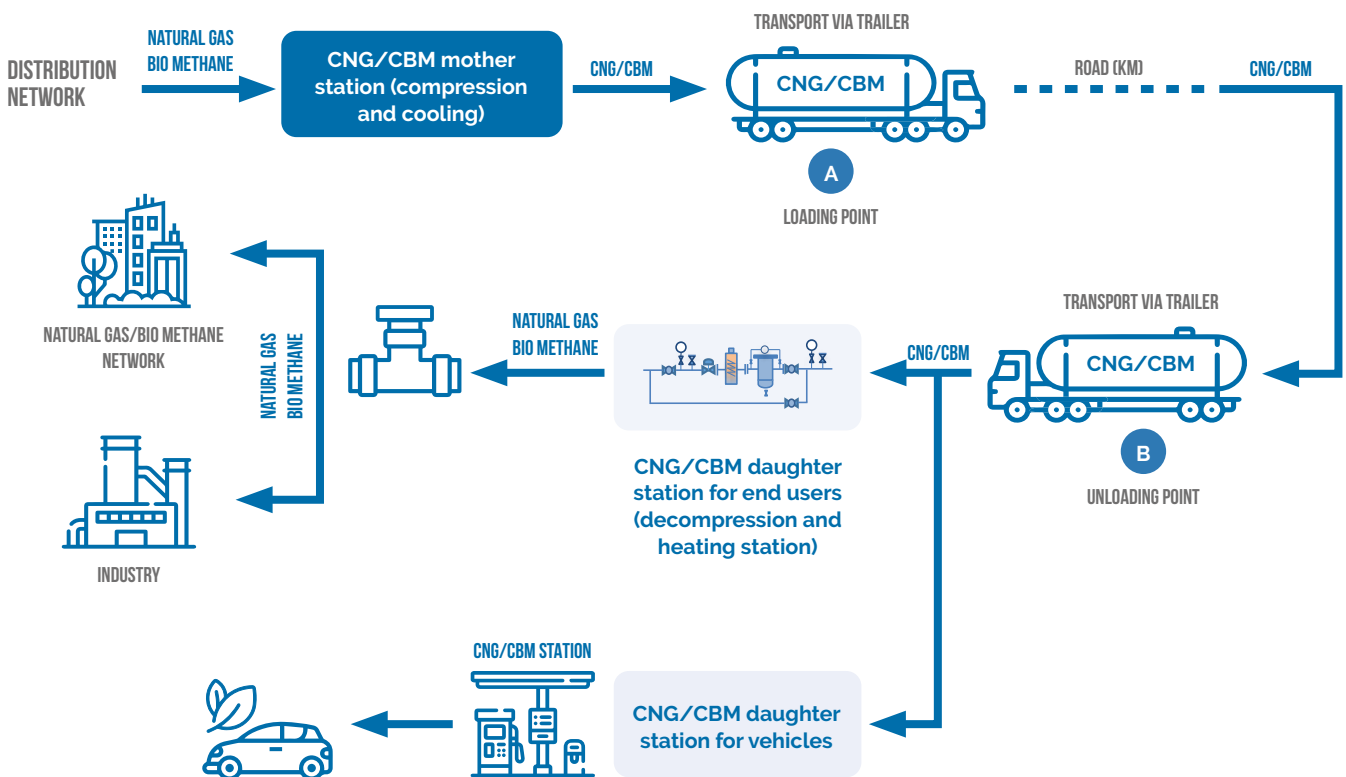 TRANSPORT VIA TRAILER
NATURAL GAS
BIO METHANE
DISTRIBUTION
NETWORK
CNG/CBM mother
station (compression
and cooling)
CNG/CBM
CNG/CBM
ROAD (KM)
CNG/CBM
A
LOADING POINT
TRANSPORT VIA TRAILER
CNG/CBM
B
UNLOADING POINT
CNG/CBM
CNG/CBM daughter
station for end users
(decompression and
heating station)
NATURAL GAS
BIO METHANE
NATURAL GAS
BIO METHANE
NATURAL GAS/BIO METHANE
NETWORK
INDUSTRY
CNG/CBM daughter
station for vehicles
CNG/CBM STATION